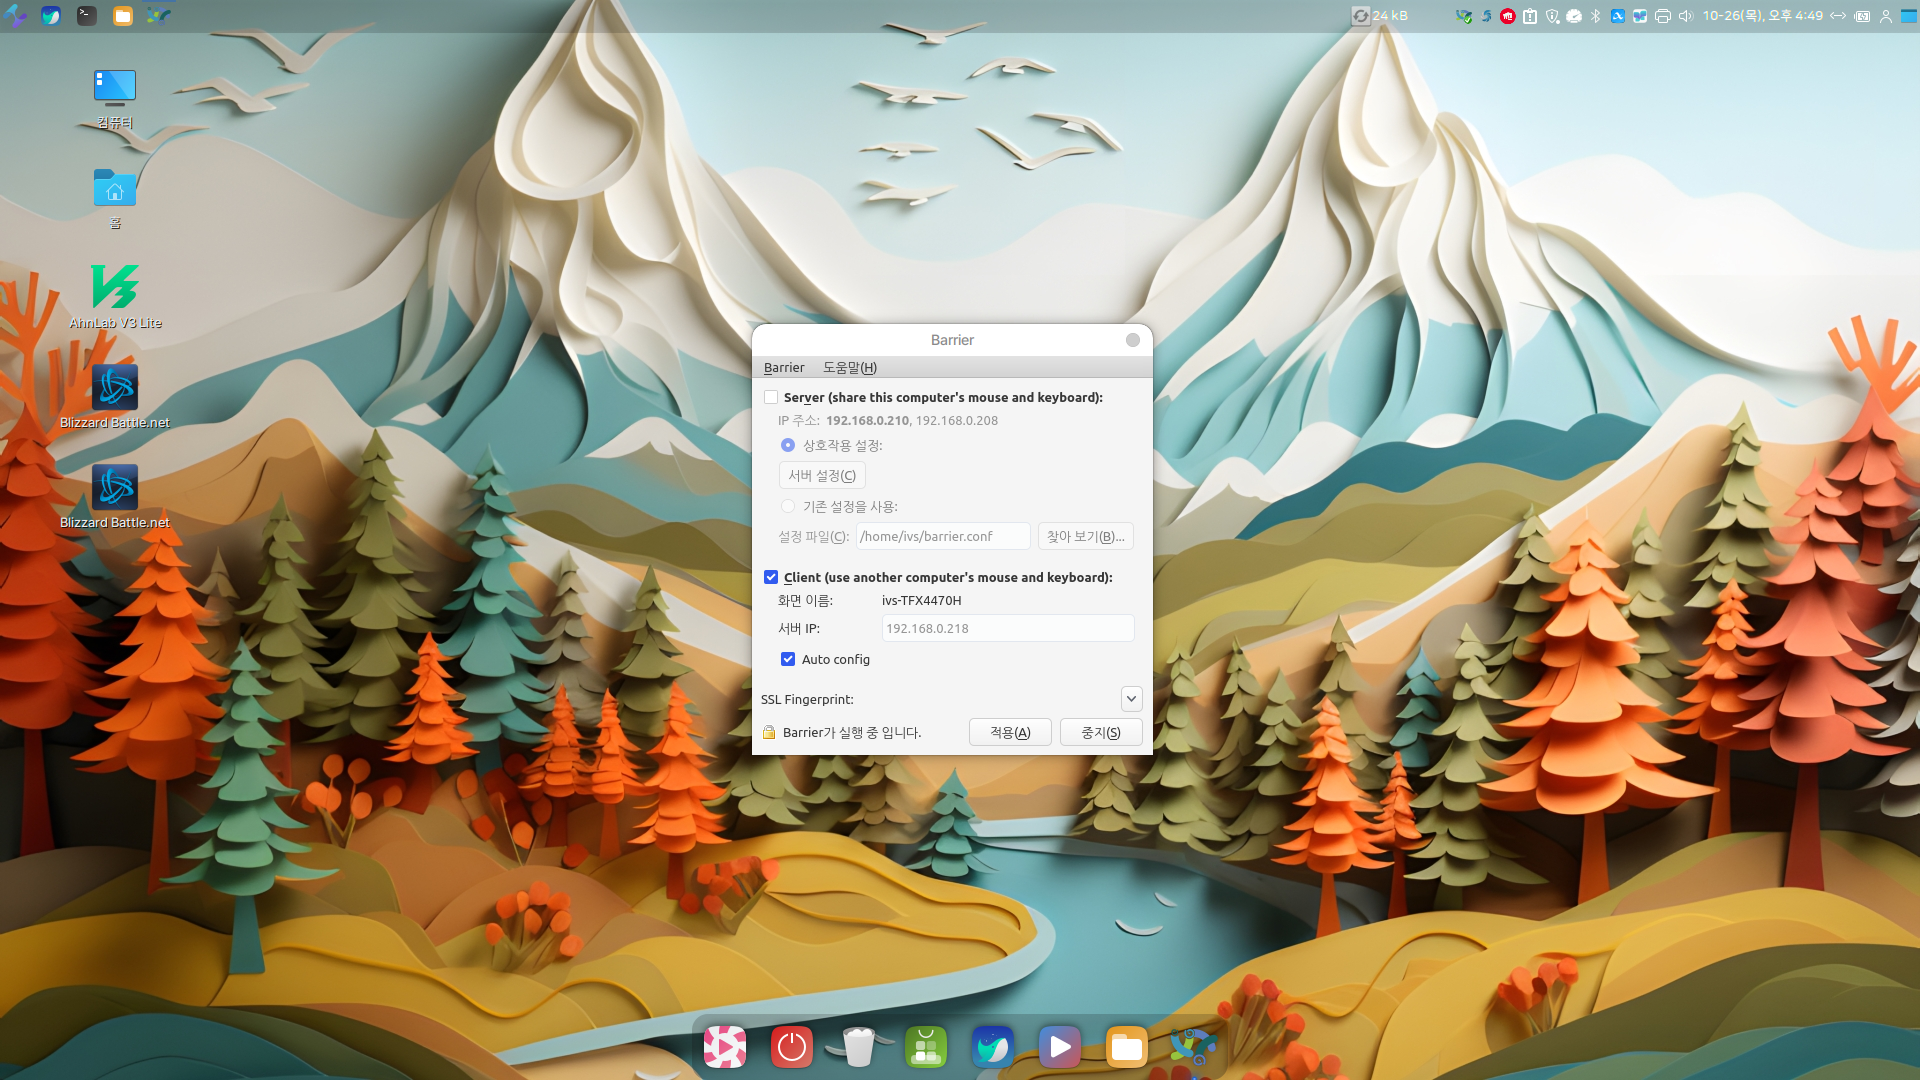 24 kB
10-26(목), 오후 4:49
컴퓨터
홈
AhnLab V3 Lite
Blizzard Battle.net
Blizzard Battle.net
Barrier
Barrier 도움말(H)
Server (share this computer's mouse and keyboard):
IP 주소: 192.168.0.210, 192.168.0.208
상호작용 설정:
서버 설정(C)
기존 설정을 사용:
설정 파일(C): /home/ivs/barrier.conf 찾아 보기(B)...
Client (use another computer's mouse and keyboard):
화면 이름: ivs-TFX4470H
서버 IP: 192.168.0.218
Auto config
SSL Fingerprint:
Barrier가 실행 중 입니다. 적용(A) 중지(S)